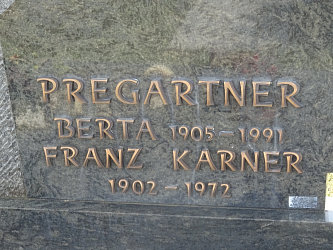 PREGARTNER
BERTA 1905-1991
FRANZ KARNER
1902-1972